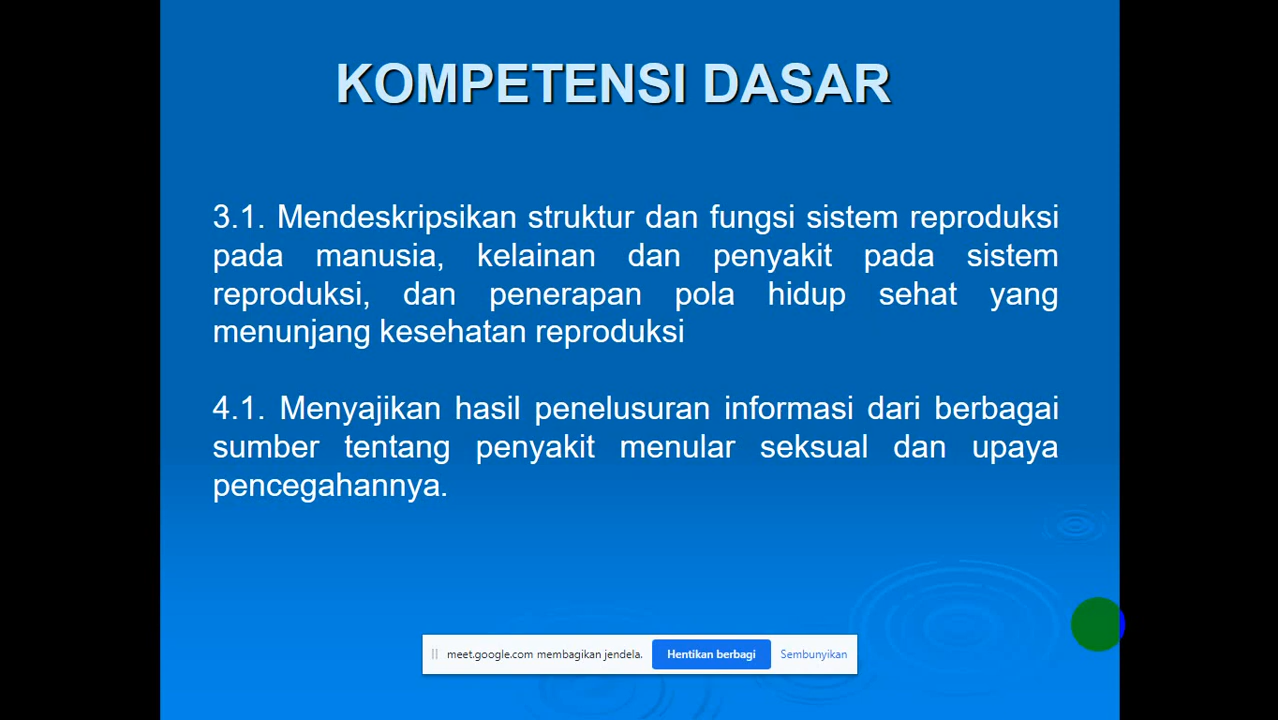 KOMPETENSI DASAR
3.1. Mendeskripsikan struktur dan fungsi sistem reproduksi
pada manusia, kelainan dan penyakit pada sistem
reproduksi, dan penerapan pola hidup sehat yang
menunjang kesehatan reproduksi
4.1. Menyajikan hasil penelusuran informasi dari berbagai
sumber tentang penyakit menular seksual dan upaya
pencegahannya.
meet.google.com membagikan jendela. Hentikan berbagi Sembunyikan